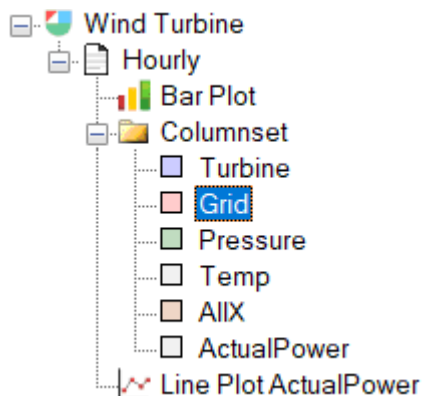 Wind Turbine
Hourly
Bar Plot
Columnset
Turbine
Grid
Pressure
Temp
AllX
ActualPower
Line Plot ActualPower